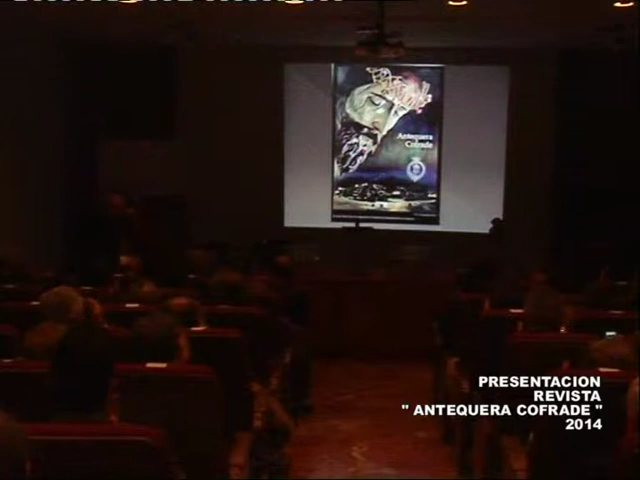 Antequera
Cofrade
PRESENTACION
REVISTA
" ANTEQUERA COFRADE "
2014